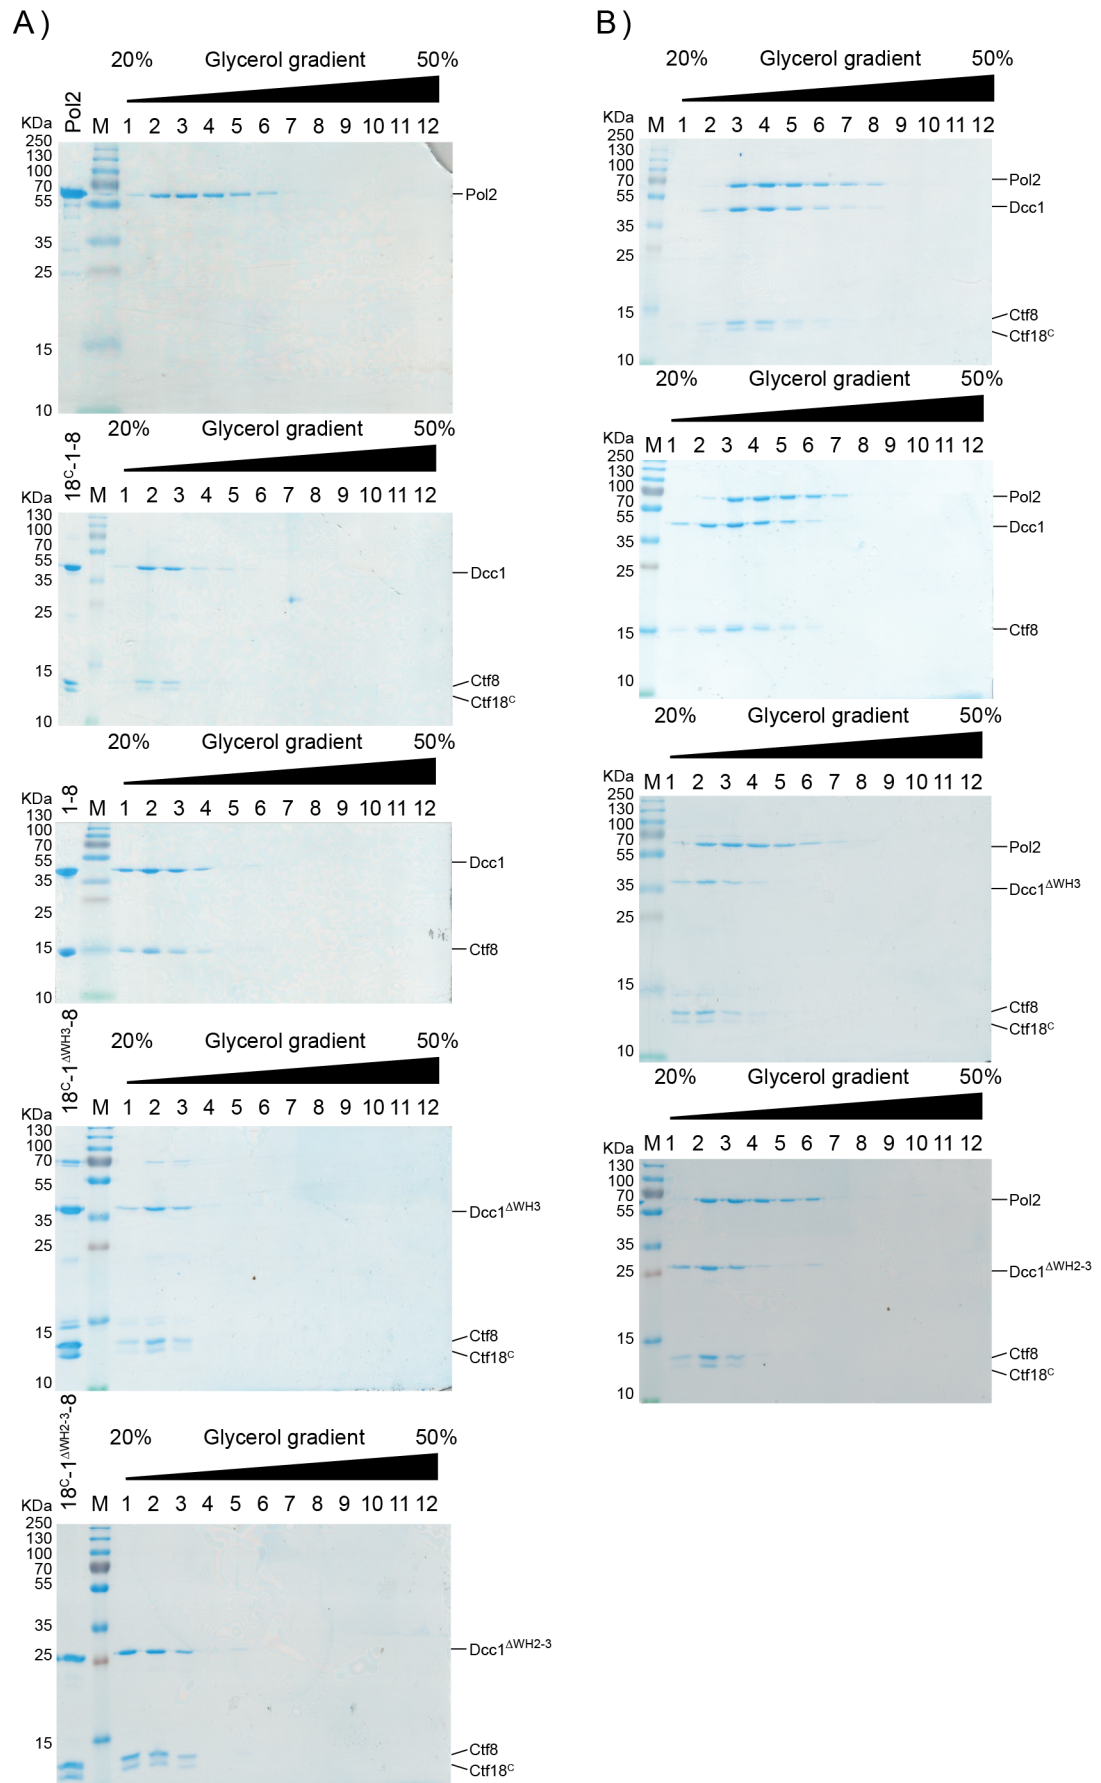 A)
20% Glycerol gradient 50%
KDa Pol2 M 1 2 3 4 5 6 7 8 9 10 11 12
250
130
100
70
55
35
25
15
10
Pol2
20% Glycerol gradient 50%
KDa 18C-1-8 M 1 2 3 4 5 6 7 8 9 10 11 12
130
100
70
55
35
25
15
10
Dcc1
Ctf8
Ctf18C
20% Glycerol gradient 50%
KDa 1-8 M 1 2 3 4 5 6 7 8 9 10 11 12
130
100
70
55
35
25
15
10
Dcc1
Ctf8
20% Glycerol gradient 50%
KDa 18C-1ΔWH3-8 M 1 2 3 4 5 6 7 8 9 10 11 12
130
100
70
55
35
25
15
10
Dcc1ΔWH3
Ctf8
Ctf18C
20% Glycerol gradient 50%
KDa 18C-1ΔWH2-3-8 M 1 2 3 4 5 6 7 8 9 10 11 12
250
130
100
70
55
35
25
15
Dcc1ΔWH2-3
Ctf8
Ctf18C
B)
20% Glycerol gradient 50%
KDa M 1 2 3 4 5 6 7 8 9 10 11 12
250
130
100
70
55
35
25
15
10
Pol2
Dcc1
Ctf8
Ctf18C
20% Glycerol gradient 50%
KDa M 1 2 3 4 5 6 7 8 9 10 11 12
250
130
100
70
55
35
25
15
10
Pol2
Dcc1
Ctf8
20% Glycerol gradient 50%
KDa M 1 2 3 4 5 6 7 8 9 10 11 12
250
130
100
70
55
35
25
15
10
Pol2
Dcc1ΔWH3
Ctf8
Ctf18C
20% Glycerol gradient 50%
KDa M 1 2 3 4 5 6 7 8 9 10 11 12
130
100
70
55
35
25
15
10
Pol2
Dcc1ΔWH2-3
Ctf8
Ctf18C